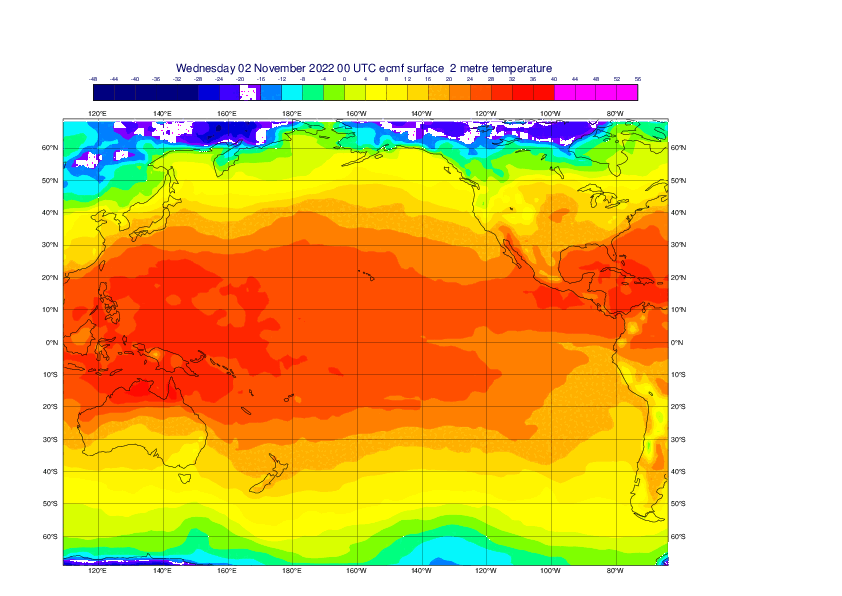 Wednesday 02 November 2022 00 UTC ecmf surface 2 metre temperature
-48 -44 -40 -36 -32 -28 -24 -20 -16 -12 -8 -4 0 4 8 12 16 20 24 28 32 36 40 44 48 52 56
120°E 140°E 160°E 180°E 160°W 140°W 120°W 100°W 80°W
60°N 60°N
50°N 50°N
40°N 40°N
30°N 30°N
20°N 20°N
10°N 10°N
0°N 0°N
10°S 10°S
20°S 20°S
30°S 30°S
40°S 40°S
50°S 50°S
60°S 60°S
120°E 140°E 160°E 180°E 160°W 140°W 120°W 100°W 80°W